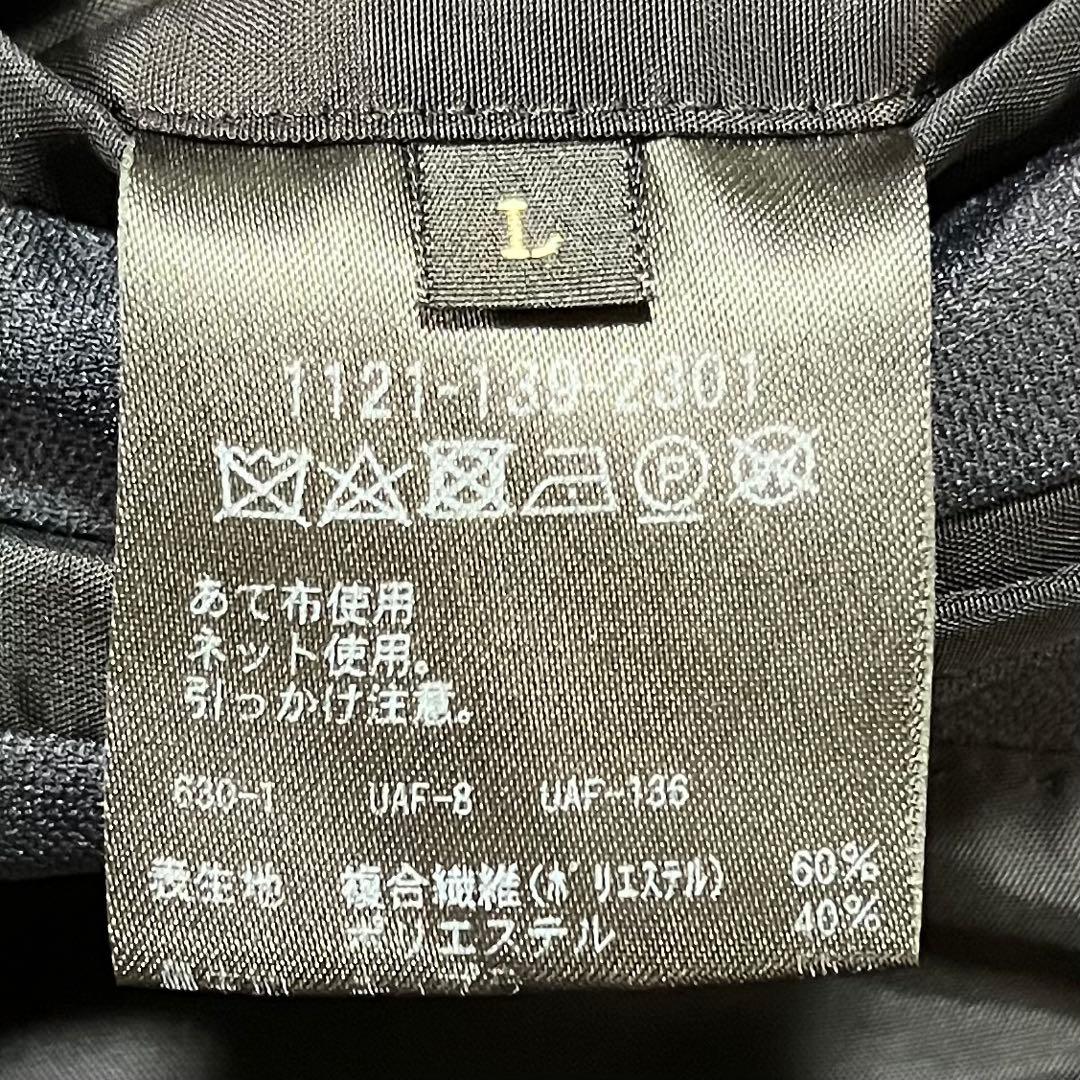 L
1121-139-2301
P
あて布使用
ネット使用。
引っかけ注意。
630-1 UAF-8 UAF-136
表生地 複合繊維(ポリエステル) 60%
ポリエステル 40%